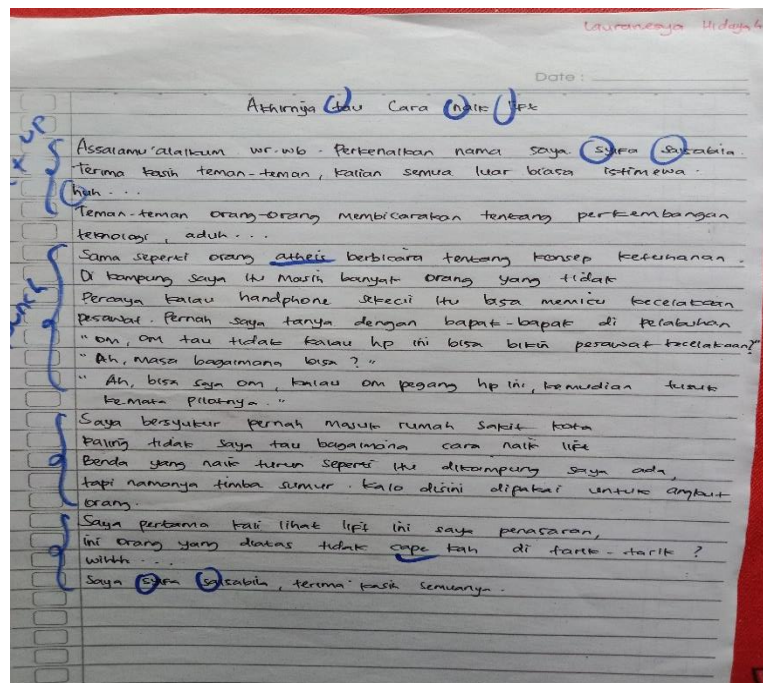 Lauraneaya Hidayah
Date :
Akhirnya tau Cara naik lift
UP
Assalamu'alaikum wr.wb. Perkenalkan nama saya syifa salsabila.
Terima kasih teman-teman, kalian semua luar biasa istimewa.
huh...
Teman-teman orang-orang membicarakan tentang perkembangan
teknologi, aduh...
Sama seperti orang atheis berbicara tentang konsep ketuhanan.
Di kampung saya itu masih banyak orang yang tidak
Percaya kalau handphone sekecil itu bisa memicu kecelakaan
pesawat. Pernah saya tanya dengan bapak-bapak di pelabuhan
"om, om tau tidak kalau hp ini bisa bikin pesawat kecelakaan?"
"Ah, masa bagaimana bisa?"
"Ah, bisa saja om, kalau om pegang hp ini, kemudian tusuk
kemata pilotnya."
Saya bersyukur pernah masuk rumah sakit kota
Paling tidak saya tau bagaimana cara naik lift
Benda yang naik turun seperti itu dikampung saya ada,
tapi namanya timba sumur. Kalo disini dipakai untuk angkut
orang.
Saya pertama kali lihat lift ini saya penasaran,
ini orang yang diatas tidak cape kah di tarik-tarik?
wihhh...
Saya syifa salsabila, terima kasih semuanya.